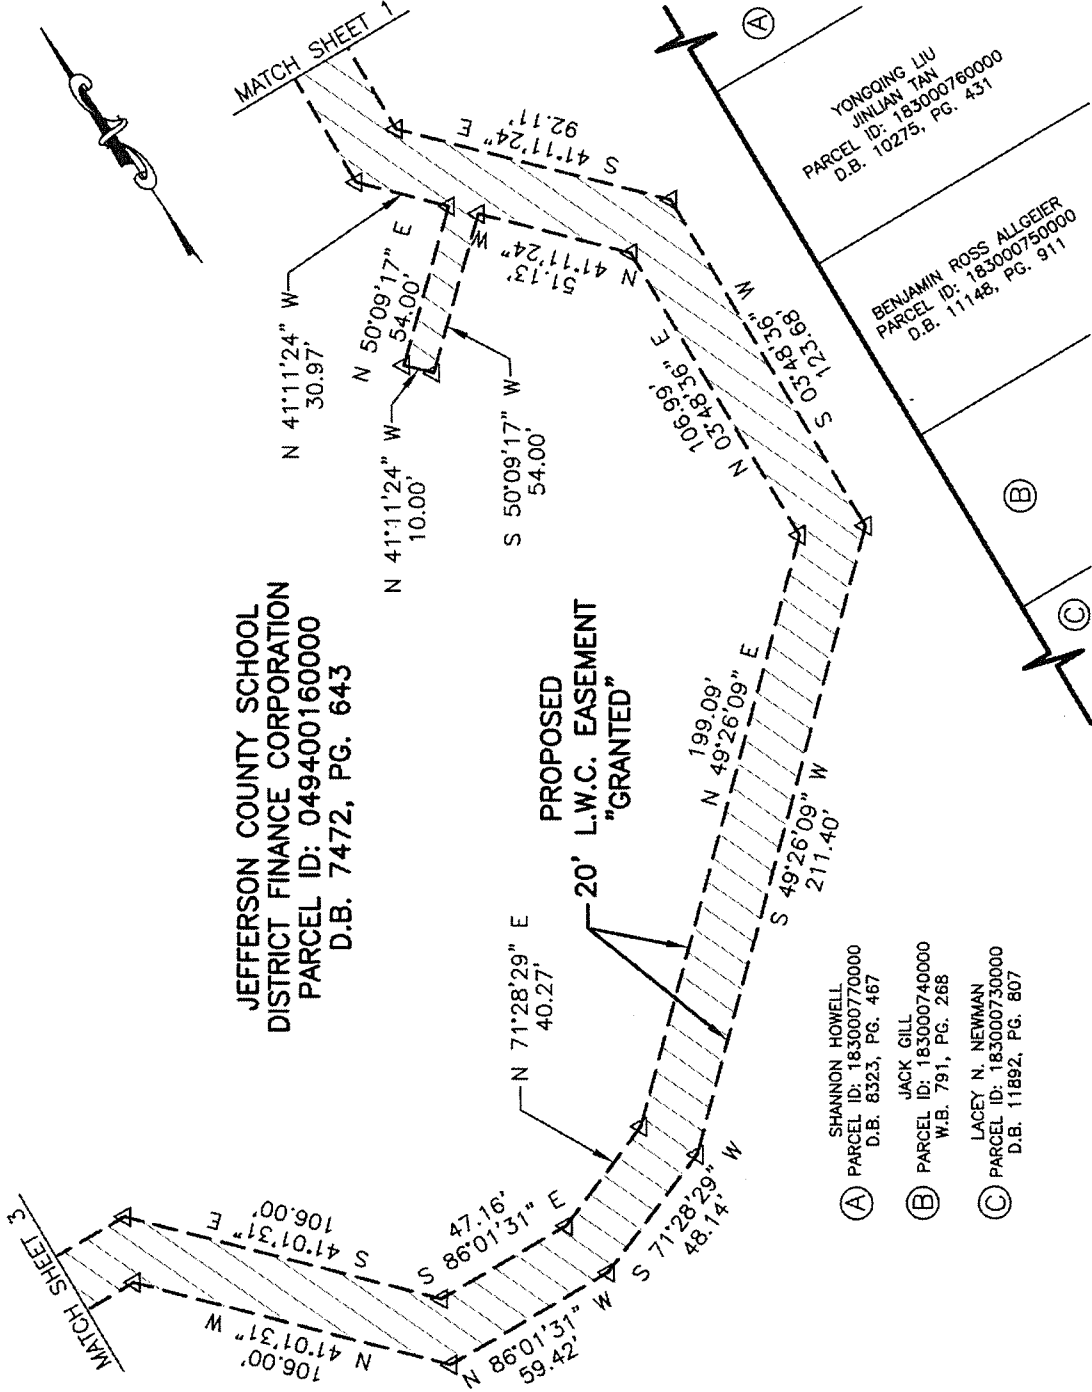 MATCH SHEET 1
N 41°11'24" W
30.97'
N 50°09'17" E
54.00'
N 41°11'24" W
10.00'
S 50°09'17" W
54.00'
N 41°11'24" W
51.13'
S 41°11'24" E
92.11'
106.99'
N 03°48'36" E
S 03°48'36" W
123.68'
A
YONGQING LIU
JINLIAN TAN
PARCEL ID: 183000760000
D.B. 10275, PG. 431
BENJAMIN ROSS ALLGEIER
PARCEL ID: 183000750000
D.B. 11148, PG. 911
B
C
JEFFERSON COUNTY SCHOOL
DISTRICT FINANCE CORPORATION
PARCEL ID: 049400160000
D.B. 7472, PG. 643
PROPOSED
20' L.W.C. EASEMENT
"GRANTED"
199.09'
N 49°26'09" E
S 49°26'09" W
211.40'
N 71°28'29" E
40.27'
S 71°28'29" W
48.14'
47.16'
S 86°01'31" E
N 86°01'31" W
59.42'
S 41°01'31" E
106.00'
N 41°01'31" W
106.00'
MATCH SHEET 3
SHANNON HOWELL
A PARCEL ID: 183000770000
D.B. 8323, PG. 467
JACK GILL
B PARCEL ID: 183000740000
W.B. 791, PG. 268
LACEY N. NEWMAN
C PARCEL ID: 183000730000
D.B. 11892, PG. 807